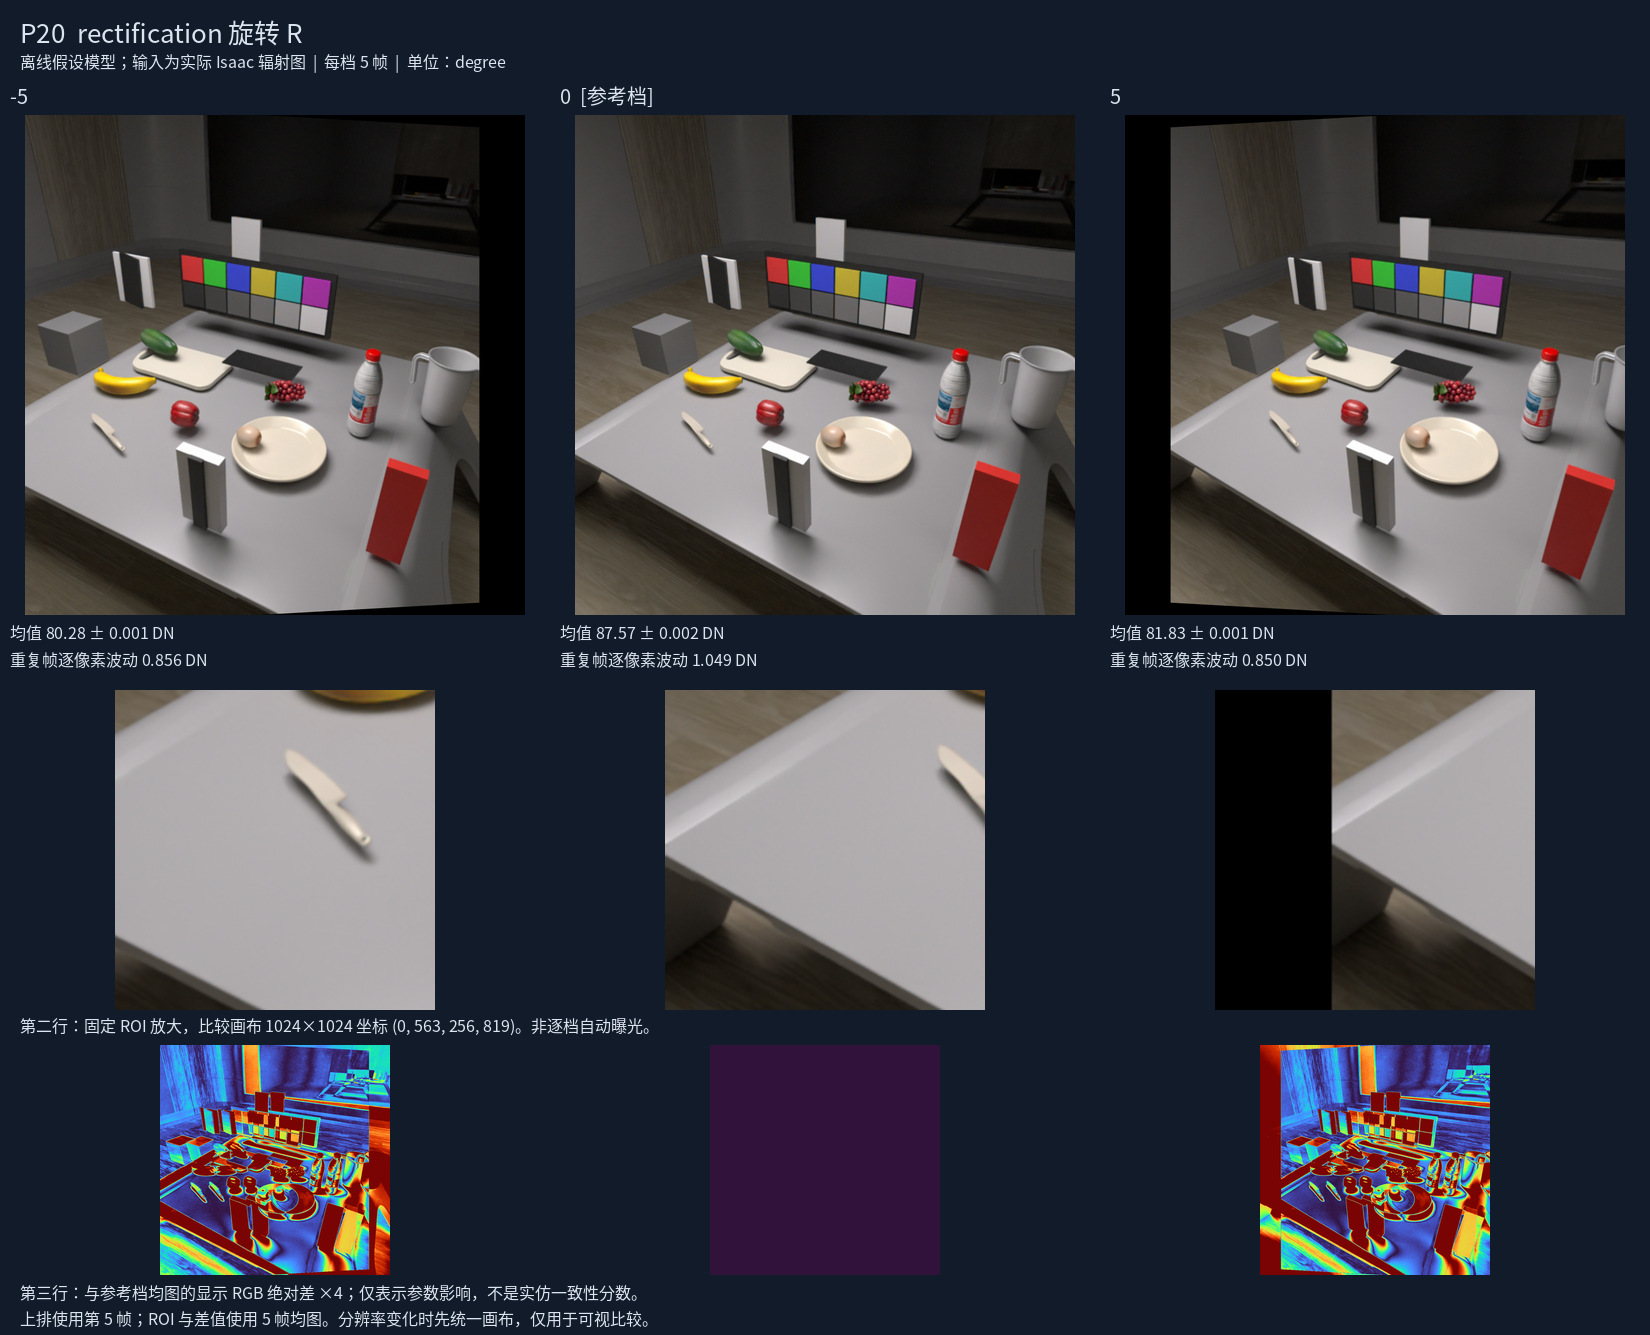 P20 rectification 旋转 R
离线假设模型；输入为实际 Isaac 辐射图 | 每档 5 帧 | 单位：degree
-5
0 [参考档]
5
均值 80.28 ± 0.001 DN
重复帧逐像素波动 0.856 DN
均值 87.57 ± 0.002 DN
重复帧逐像素波动 1.049 DN
均值 81.83 ± 0.001 DN
重复帧逐像素波动 0.850 DN
第二行：固定 ROI 放大，比较画布 1024×1024 坐标 (0, 563, 256, 819)。非逐档自动曝光。
第三行：与参考档均图的显示 RGB 绝对差 ×4；仅表示参数影响，不是实仿一致性分数。
上排使用第 5 帧；ROI 与差值使用 5 帧均图。分辨率变化时先统一画布，仅用于可视比较。